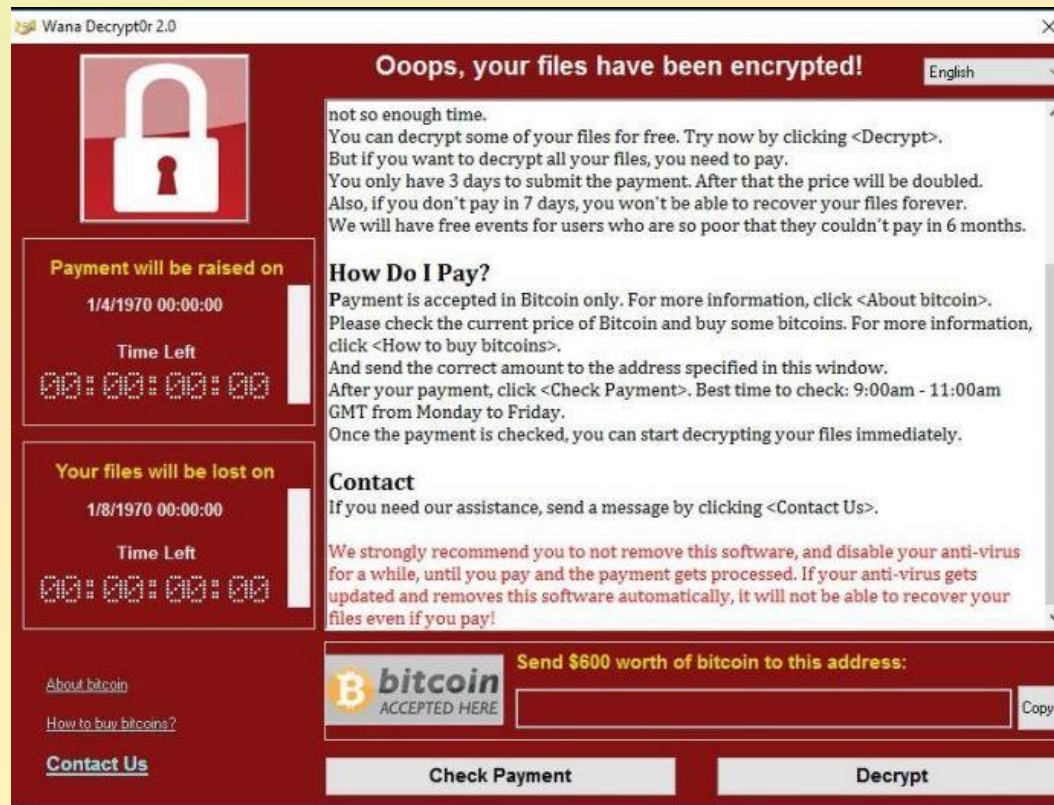 Wana Decrypt0r 2.0
Ooops, your files have been encrypted!
English
not so enough time.
You can decrypt some of your files for free. Try now by clicking <Decrypt>.
But if you want to decrypt all your files, you need to pay.
You only have 3 days to submit the payment. After that the price will be doubled.
Also, if you don't pay in 7 days, you won't be able to recover your files forever.
We will have free events for users who are so poor that they couldn't pay in 6 months.
How Do I Pay?
Payment is accepted in Bitcoin only. For more information, click <About bitcoin>.
Please check the current price of Bitcoin and buy some bitcoins. For more information,
click <How to buy bitcoins>.
And send the correct amount to the address specified in this window.
After your payment, click <Check Payment>. Best time to check: 9:00am - 11:00am
GMT from Monday to Friday.
Once the payment is checked, you can start decrypting your files immediately.
Contact
If you need our assistance, send a message by clicking <Contact Us>.
We strongly recommend you to not remove this software, and disable your anti-virus
for a while, until you pay and the payment gets processed. If your anti-virus gets
updated and removes this software automatically, it will not be able to recover your
files even if you pay!
Payment will be raised on
1/4/1970 00:00:00
Time Left
00:00:00:00
Your files will be lost on
1/8/1970 00:00:00
Time Left
00:00:00:00
About bitcoin
How to buy bitcoins?
Contact Us
bitcoin
ACCEPTED HERE
Send $600 worth of bitcoin to this address:
Copy
Check Payment
Decrypt